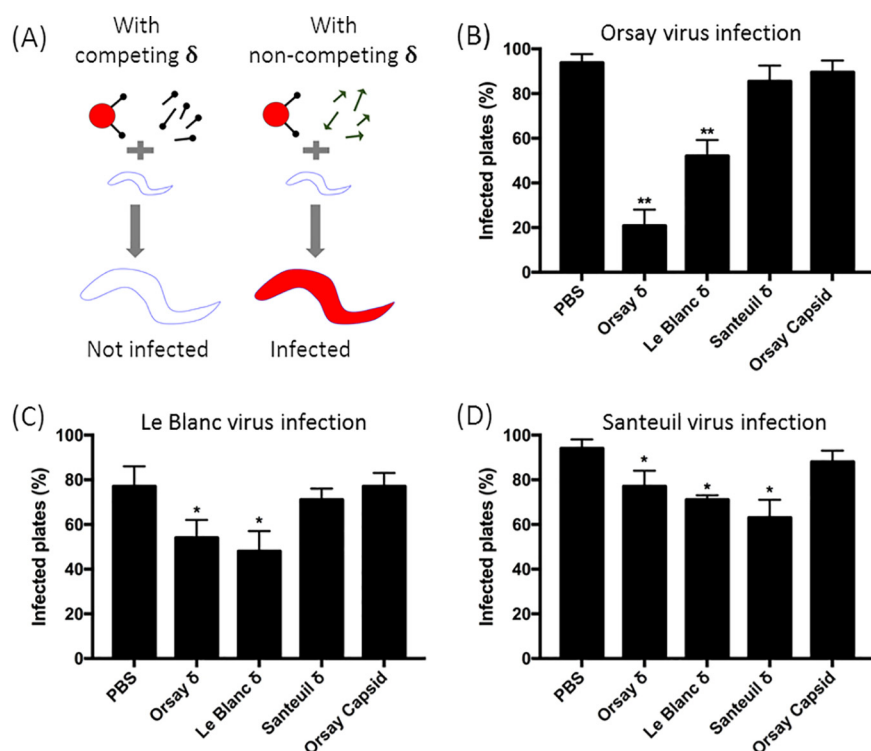 (A)
With
competing δ
With
non-competing δ
Not infected
Infected
(B)
Orsay virus infection
Infected plates (%)
100
80
60
40
20
0
**
**
PBS
Orsay δ
Le Blanc δ
Santeuil δ
Orsay Capsid
(C)
Le Blanc virus infection
Infected plates (%)
100
80
60
40
20
0
*
*
PBS
Orsay δ
Le Blanc δ
Santeuil δ
Orsay Capsid
(D)
Santeuil virus infection
Infected plates (%)
100
80
60
40
20
0
*
*
*
PBS
Orsay δ
Le Blanc δ
Santeuil δ
Orsay Capsid